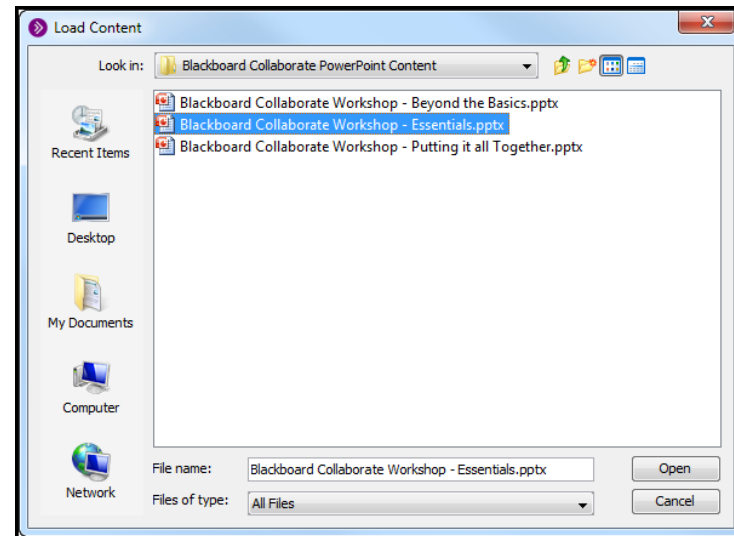 Load Content
X
Look in:
Blackboard Collaborate PowerPoint Content
Blackboard Collaborate Workshop - Beyond the Basics.pptx
Blackboard Collaborate Workshop - Essentials.pptx
Blackboard Collaborate Workshop - Putting it all Together.pptx
Recent Items
Desktop
My Documents
Computer
Network
File name:
Blackboard Collaborate Workshop - Essentials.pptx
Open
Files of type:
All Files
Cancel